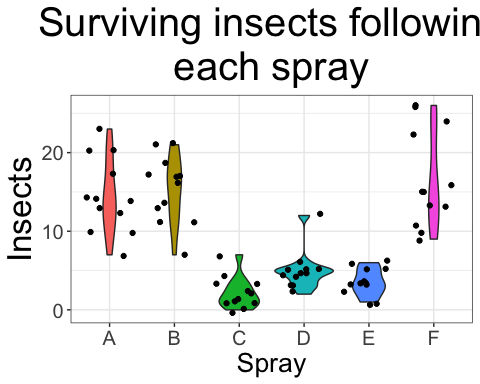 Surviving insects followin
each spray
Insects
20
10
0
A B C D E F
Spray